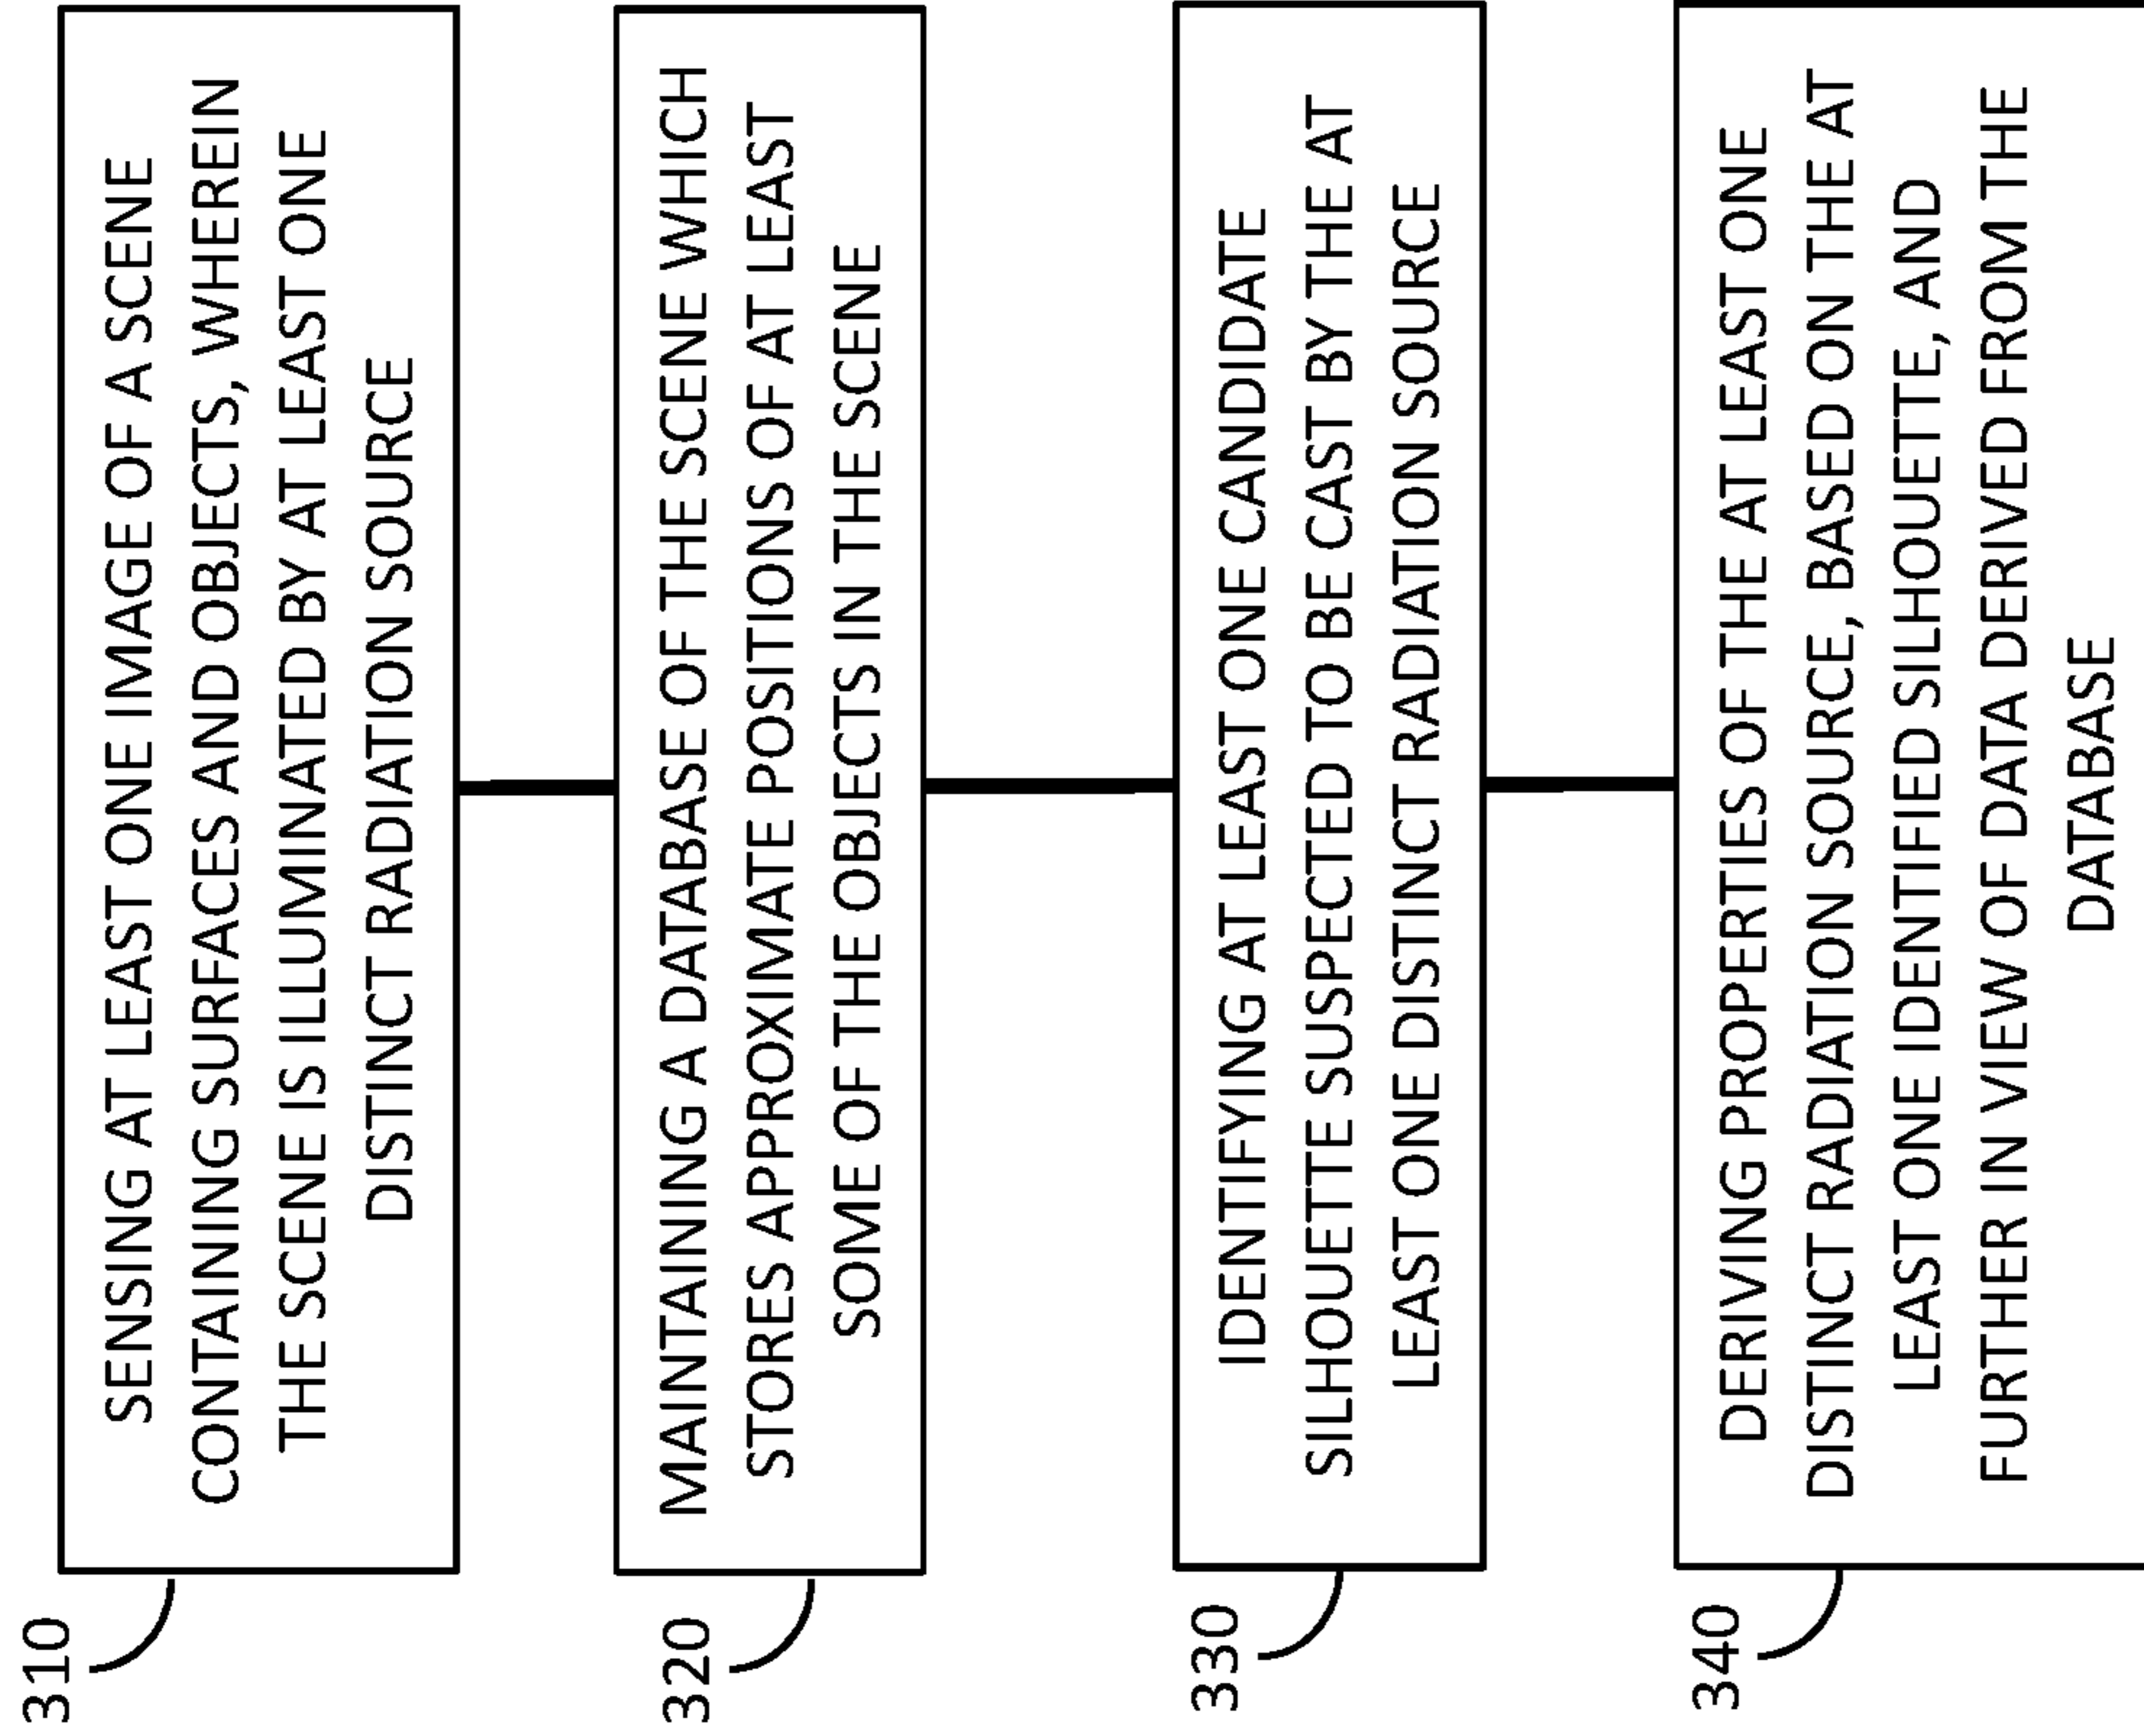 310
SENSING AT LEAST ONE IMAGE OF A SCENE
CONTAINING SURFACES AND OBJECTS, WHEREIN
THE SCENE IS ILLUMINATED BY AT LEAST ONE
DISTINCT RADIATION SOURCE
320
MAINTAINING A DATABASE OF THE SCENE WHICH
STORES APPROXIMATE POSITIONS OF AT LEAST
SOME OF THE OBJECTS IN THE SCENE
330
IDENTIFYING AT LEAST ONE CANDIDATE
SILHOUETTE SUSPECTED TO BE CAST BY THE AT
LEAST ONE DISTINCT RADIATION SOURCE
340
DERIVING PROPERTIES OF THE AT LEAST ONE
DISTINCT RADIATION SOURCE, BASED ON THE AT
LEAST ONE IDENTIFIED SILHOUETTE, AND
FURTHER IN VIEW OF DATA DERIVED FROM THE
DATABASE